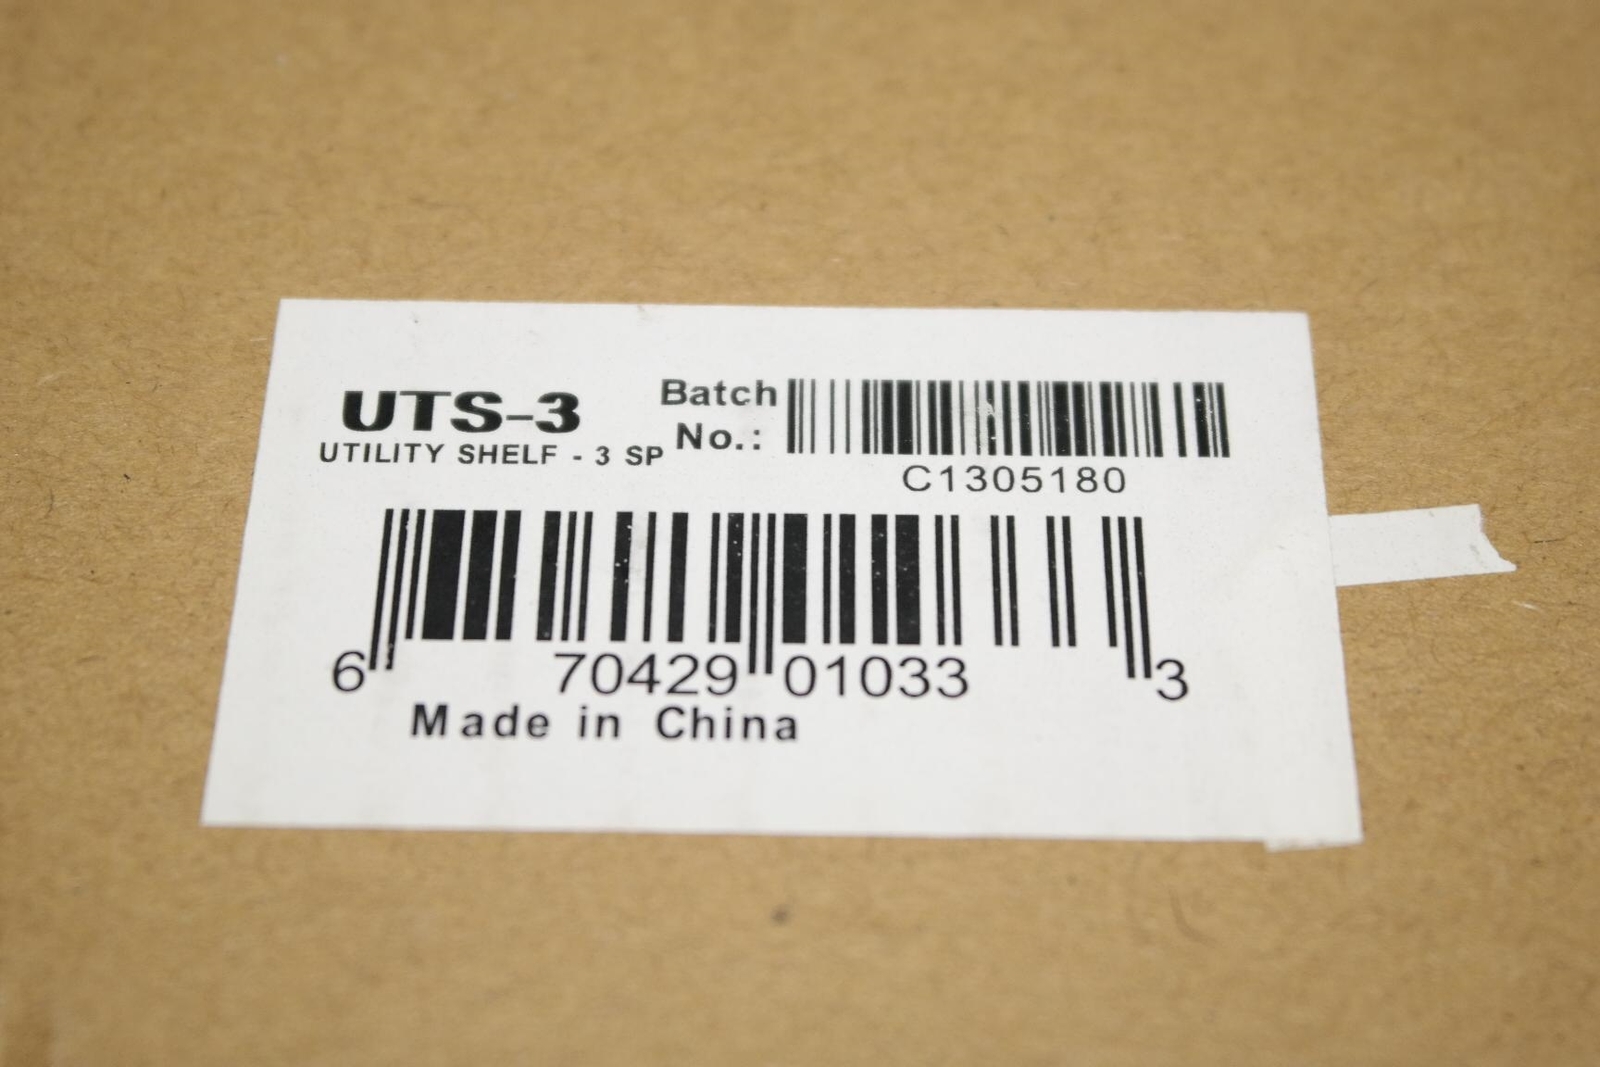 UTS-3
UTILITY SHELF - 3 SP
Batch
No.:
C1305180
6 70429 01033 3
Made in China